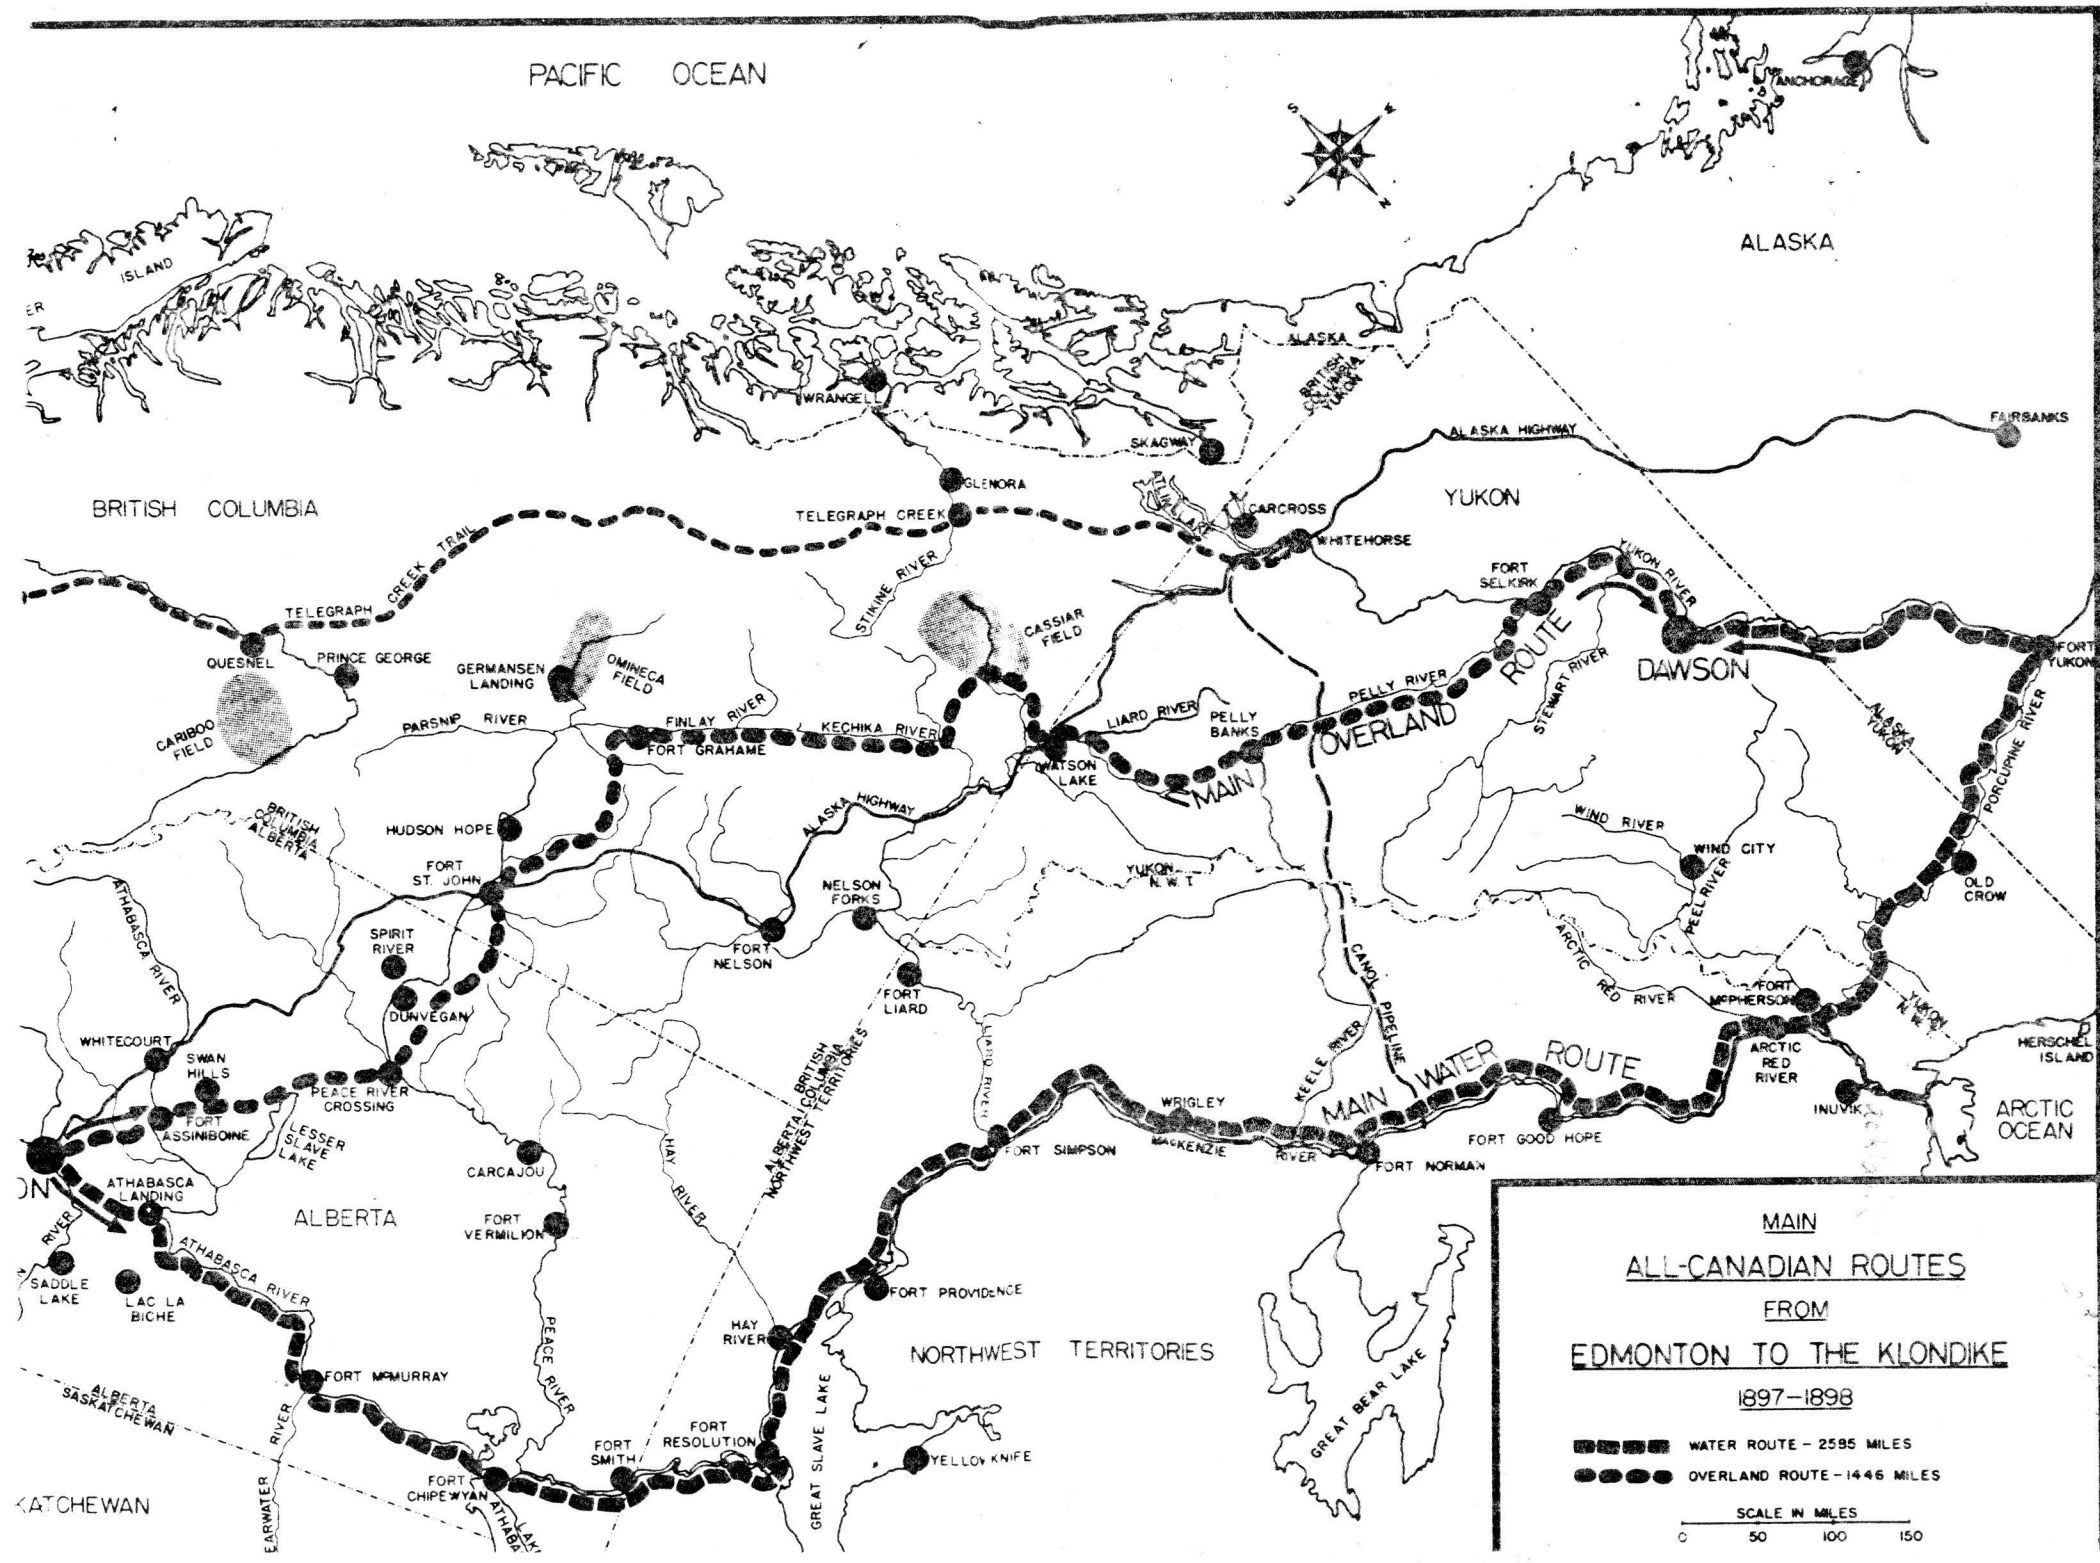 PACIFIC OCEAN
ANCHORAGE
S
W
E
N
ALASKA
ISLAND
ER
ALASKA
BRITISH
COLUMBIA
YUKON
WRANGELL
SKAGWAY
ALASKA HIGHWAY
FAIRBANKS
GLENORA
ATLIN LAKE
CARCROSS
YUKON
BRITISH COLUMBIA
TELEGRAPH CREEK
WHITEHORSE
TELEGRAPH CREEK TRAIL
STIKINE RIVER
CASSIAR
FIELD
FORT
SELKIRK
YUKON RIVER
QUESNEL
PRINCE GEORGE
GERMANSEN
LANDING
OMINECA
FIELD
DAWSON
FORT
YUKON
CARIBOO
FIELD
PARSNIP RIVER
FINLAY RIVER
FORT GRAHAME
KECHIKA RIVER
LIARD RIVER
PELLY
BANKS
PELLY RIVER
STEWART RIVER
MAIN OVERLAND ROUTE
WATSON
LAKE
ALASKA
YUKON
PORCUPINE RIVER
BRITISH
COLUMBIA
ALBERTA
HUDSON HOPE
ALASKA HIGHWAY
FORT
ST. JOHN
NELSON
FORKS
YUKON
N.W.T.
WIND RIVER
WIND CITY
PEEL RIVER
OLD
CROW
ATHABASCA RIVER
SPIRIT
RIVER
FORT
NELSON
FORT
LIARD
CANOL PIPELINE
ARCTIC RED RIVER
FORT
McPHERSON
YUKON
N.W.T.
DUNVEGAN
WHITECOURT
SWAN
HILLS
PEACE RIVER
CROSSING
FORT
ASSINIBOINE
LESSER
SLAVE
LAKE
ALBERTA BRITISH
COLUMBIA
NORTHWEST TERRITORIES
LIARD RIVER
KEELE RIVER
MAIN WATER ROUTE
ARCTIC
RED
RIVER
HERSCHEL
ISLAND
INUVIK
ARCTIC
OCEAN
WRIGLEY
MACKENZIE RIVER
FORT SIMPSON
FORT GOOD HOPE
FORT NORMAN
ON
ATHABASCA
LANDING
CARCAJOU
HAY RIVER
ALBERTA
FORT
VERMILION
RIVER
SADDLE
LAKE
LAC LA
BICHE
ATHABASCA RIVER
FORT PROVIDENCE
HAY
RIVER
PEACE RIVER
NORTHWEST TERRITORIES
GREAT BEAR LAKE
FORT McMURRAY
ALBERTA
SASKATCHEWAN
GREAT SLAVE LAKE
FORT
RESOLUTION
FORT
SMITH
YELLOWKNIFE
FORT
CHIPEWYAN
KATCHEWAN
EARWATER RIVER
MAIN
ALL-CANADIAN ROUTES
FROM
EDMONTON TO THE KLONDIKE
1897-1898
WATER ROUTE - 2595 MILES
OVERLAND ROUTE - 1446 MILES
SCALE IN MILES
0 50 100 150